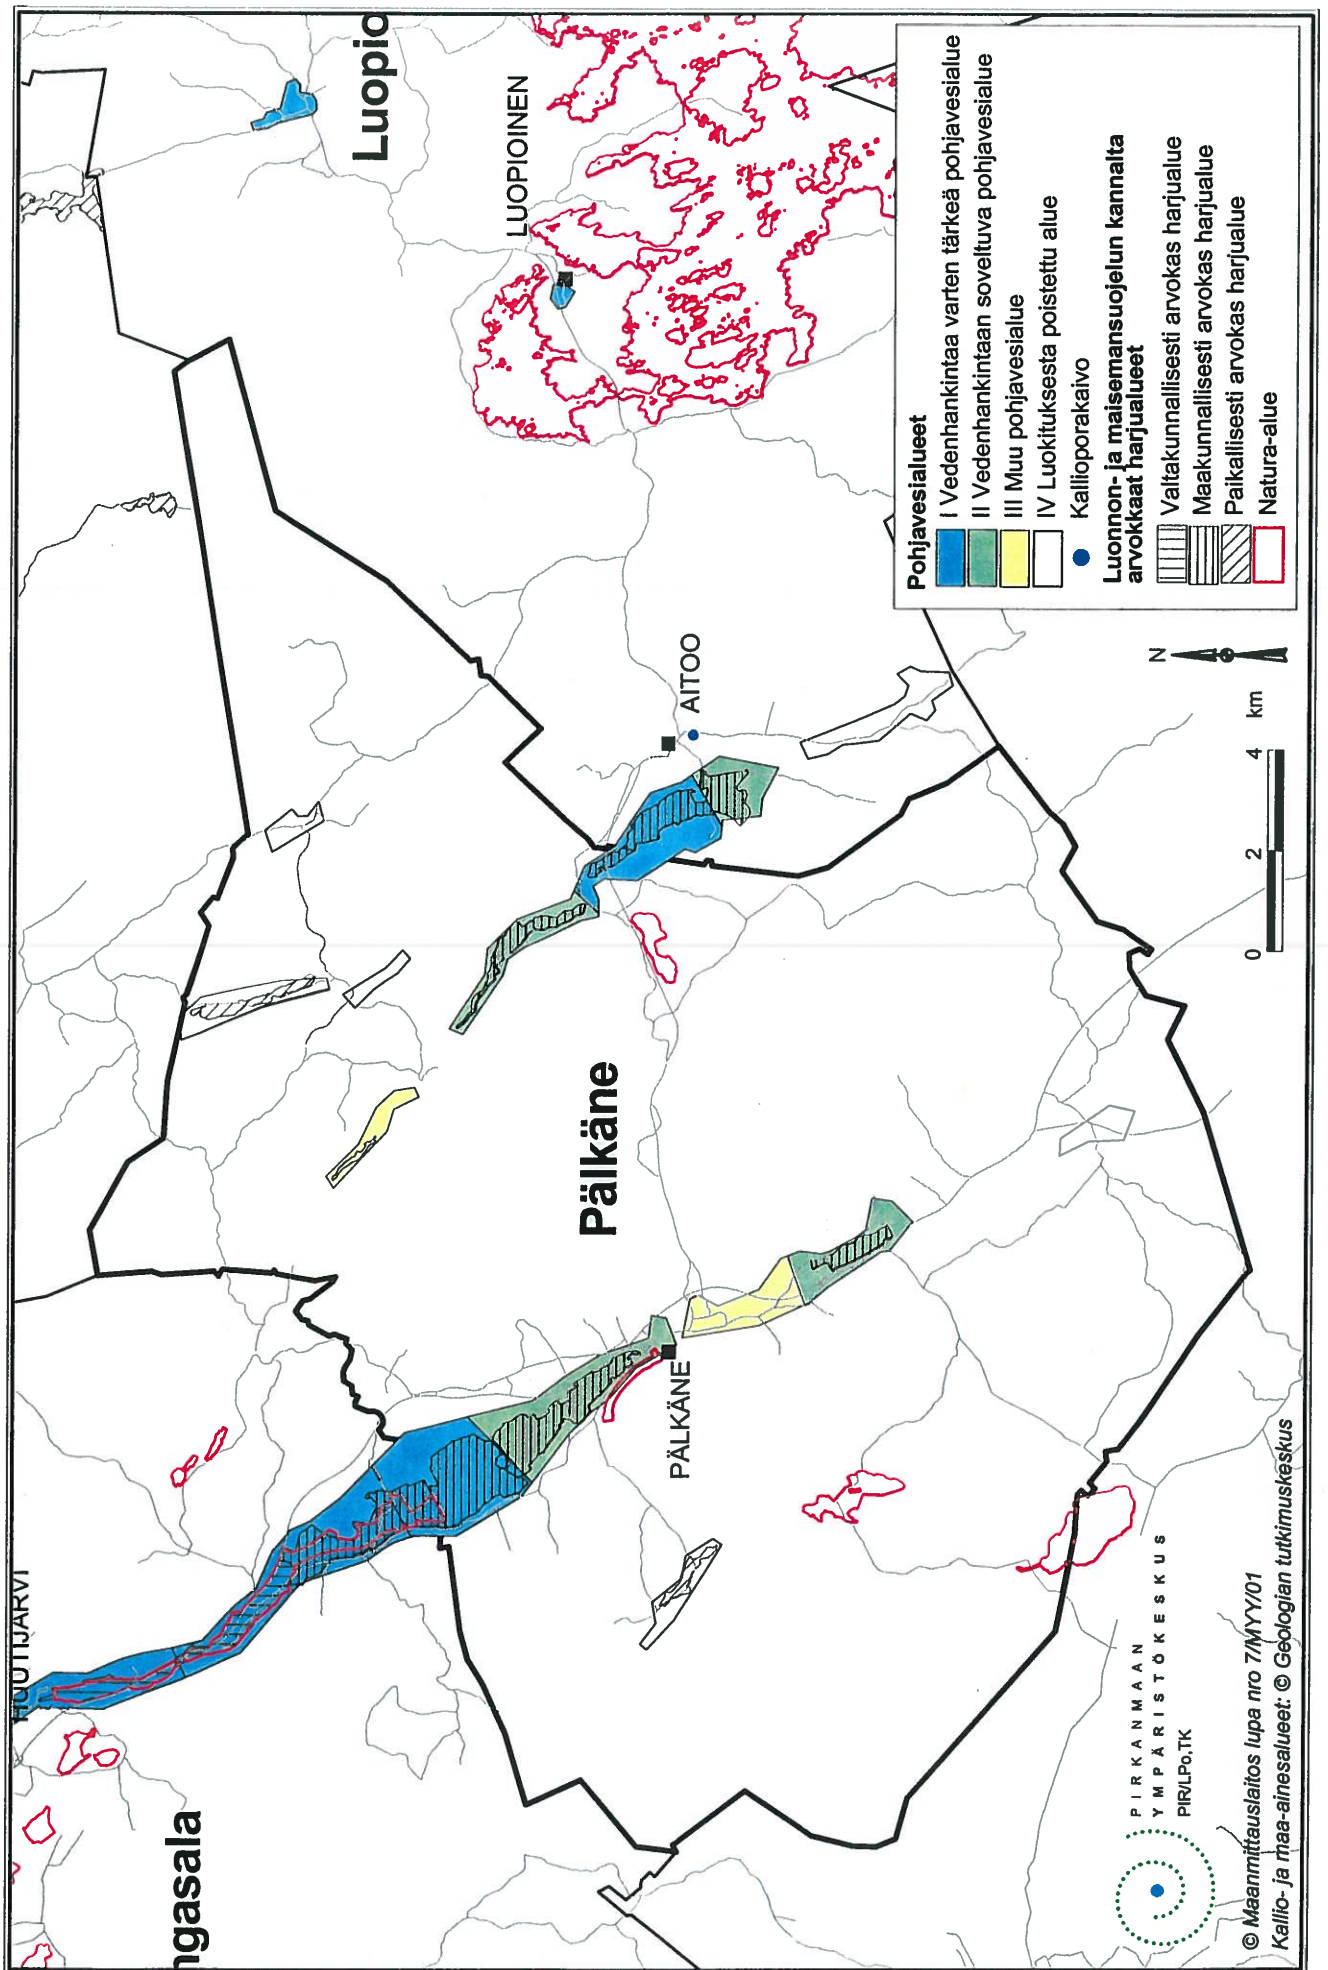 HUUTIJÄRVI
ngasala
Luopio
LUOPIOINEN
AITOO
Pälkäne
PÄLKÄNE
Pohjavesialueet
I Vedenhankintaa varten tärkeä pohjavesialue
II Vedenhankintaan soveltuva pohjavesialue
III Muu pohjavesialue
IV Luokituksesta poistettu alue
Kallioporakaivo
Luonnon- ja maisemansuojelun kannalta
arvokkaat harjualueet
Valtakunnallisesti arvokas harjualue
Maakunnallisesti arvokas harjualue
Paikallisesti arvokas harjualue
Natura-alue
N
0 2 4 km
PIRKANMAAN
YMPÄRISTÖKESKUS
PIR/LPo,TK
© Maanmittauslaitos lupa nro 7/MYY/01
Kallio- ja maa-ainesalueet: © Geologian tutkimuskeskus